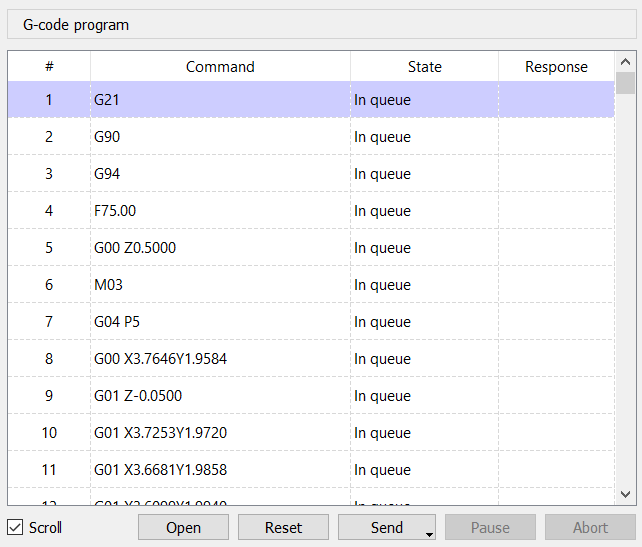 G-code program
# Command State Response
1 G21 In queue
2 G90 In queue
3 G94 In queue
4 F75.00 In queue
5 G00 Z0.5000 In queue
6 M03 In queue
7 G04 P5 In queue
8 G00 X3.7646Y1.9584 In queue
9 G01 Z-0.0500 In queue
10 G01 X3.7253Y1.9720 In queue
11 G01 X3.6681Y1.9858 In queue
Scroll Open Reset Send Pause Abort